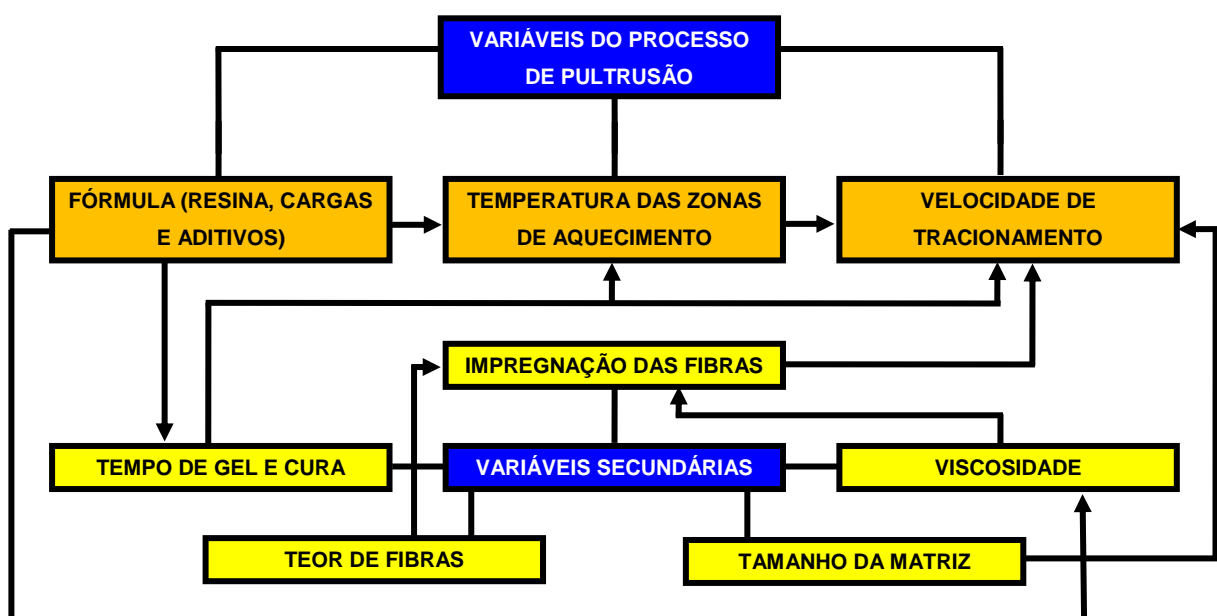 VARIÁVEIS DO PROCESSO
DE PULTRUSÃO
FÓRMULA (RESINA, CARGAS
E ADITIVOS)
TEMPERATURA DAS ZONAS
DE AQUECIMENTO
VELOCIDADE DE
TRACIONAMENTO
IMPREGNAÇÃO DAS FIBRAS
TEMPO DE GEL E CURA
VARIÁVEIS SECUNDÁRIAS
VISCOSIDADE
TEOR DE FIBRAS
TAMANHO DA MATRIZ